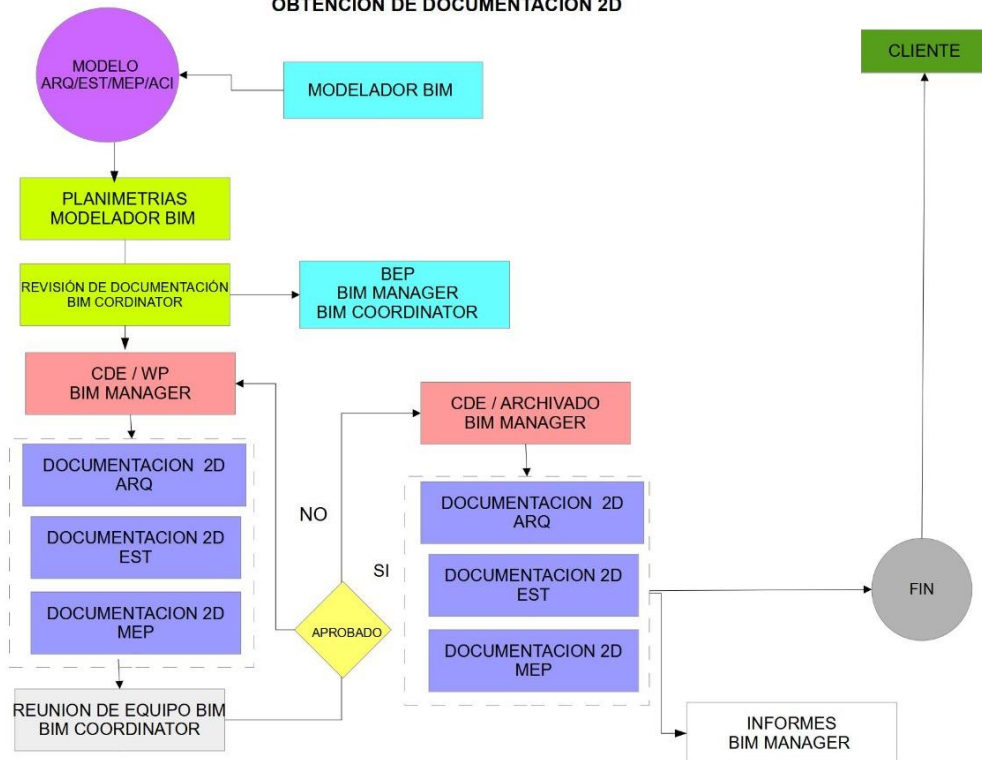 OBTENCION DE DOCUMENTACION 2D
MODELO
ARQ/EST/MEP/ACI
MODELADOR BIM
CLIENTE
PLANIMETRIAS
MODELADOR BIM
REVISIÓN DE DOCUMENTACIÓN
BIM CORDINATOR
BEP
BIM MANAGER
BIM COORDINATOR
CDE / WP
BIM MANAGER
DOCUMENTACION 2D
ARQ
DOCUMENTACION 2D
EST
DOCUMENTACION 2D
MEP
REUNION DE EQUIPO BIM
BIM COORDINATOR
NO
SI
APROBADO
CDE / ARCHIVADO
BIM MANAGER
DOCUMENTACION 2D
ARQ
DOCUMENTACION 2D
EST
DOCUMENTACION 2D
MEP
FIN
INFORMES
BIM MANAGER